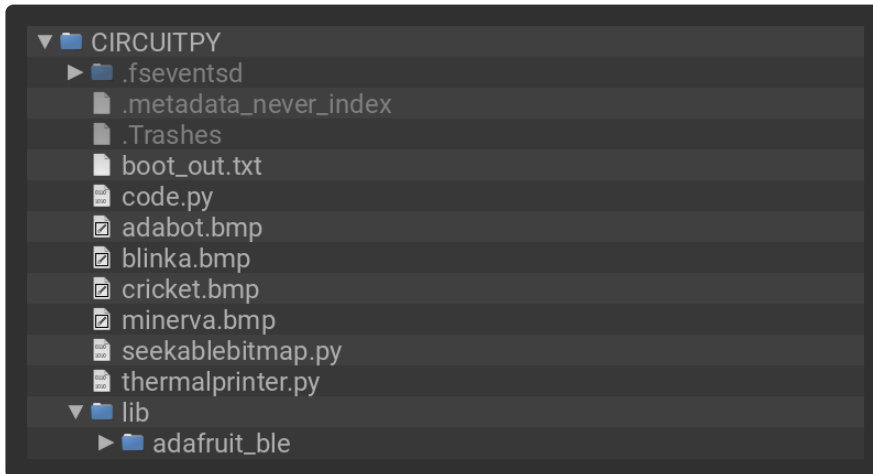 CIRCUITPY
.fseventsd
.metadata_never_index
.Trashes
boot_out.txt
code.py
adabot.bmp
blinka.bmp
cricket.bmp
minerva.bmp
seekablebitmap.py
thermalprinter.py
lib
adafruit_ble